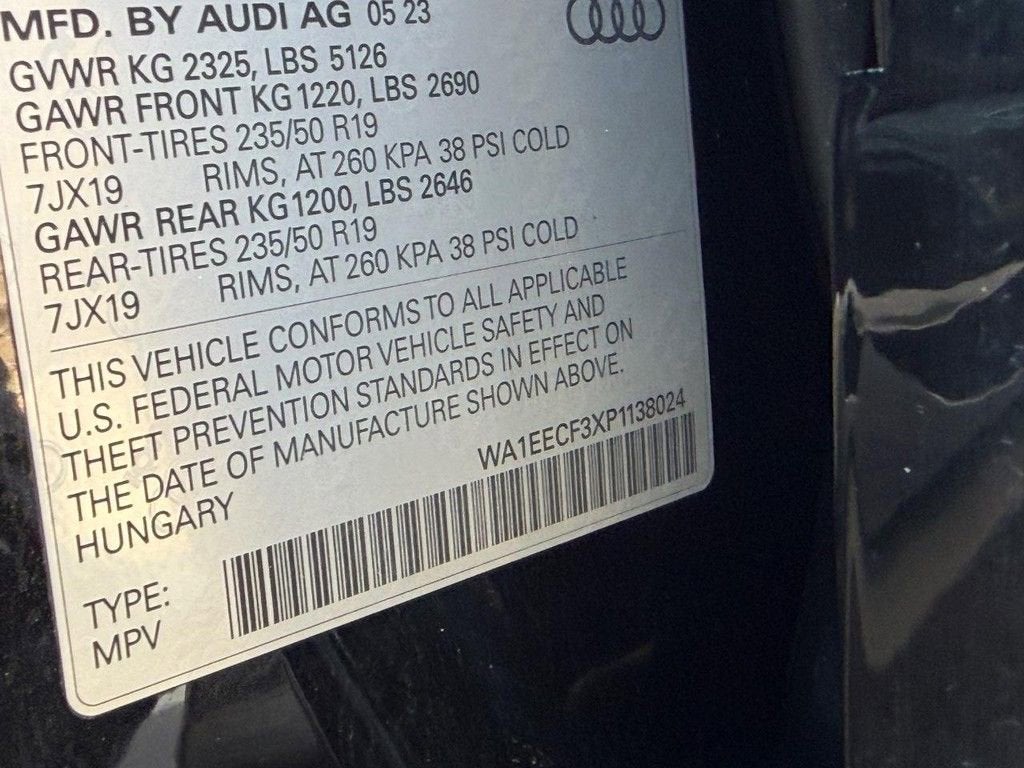 MFD. BY AUDI AG 05 23
GVWR KG 2325, LBS 5126
GAWR FRONT KG 1220, LBS 2690
FRONT-TIRES 235/50 R19
7JX19 RIMS, AT 260 KPA 38 PSI COLD
GAWR REAR KG 1200, LBS 2646
REAR-TIRES 235/50 R19
7JX19 RIMS, AT 260 KPA 38 PSI COLD
THIS VEHICLE CONFORMS TO ALL APPLICABLE
U.S. FEDERAL MOTOR VEHICLE SAFETY AND
THEFT PREVENTION STANDARDS IN EFFECT ON
THE DATE OF MANUFACTURE SHOWN ABOVE.
HUNGARY
WA1EECF3XP1138024
TYPE:
MPV